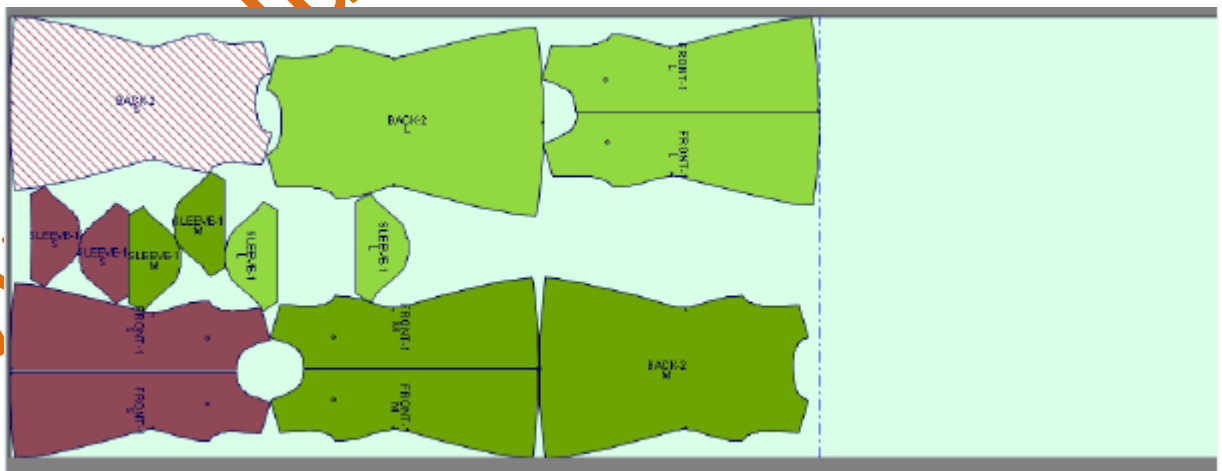 BACK-2
S
BACK-2
L
FRONT-1
L
FRONT-1
L
SLEEVE-1
S
SLEEVE-1
S
SLEEVE-1
M
SLEEVE-1
M
SLEEVE-1
L
SLEEVE-1
L
FRONT-1
S
FRONT-1
S
FRONT-1
M
FRONT-1
M
BACK-2
M